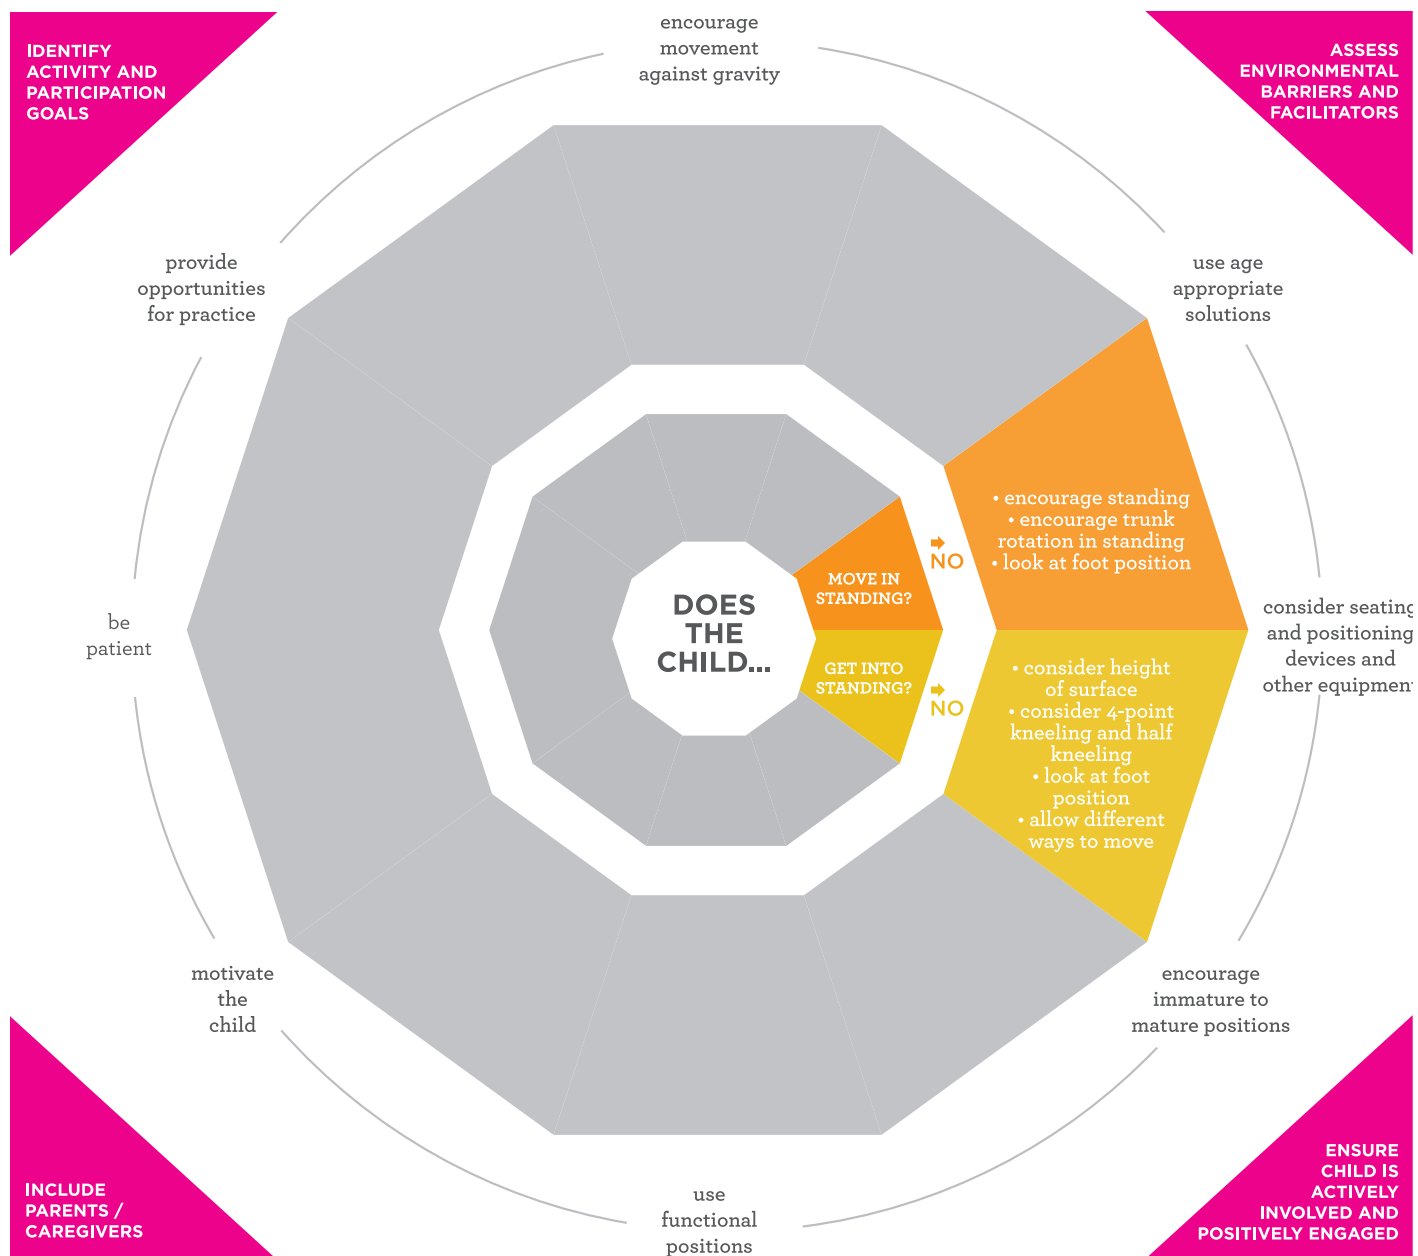 IDENTIFY
ACTIVITY AND
PARTICIPATION
GOALS
encourage
movement
against gravity
ASSESS
ENVIRONMENTAL
BARRIERS AND
FACILITATORS
provide
opportunities
for practice
use age
appropriate
solutions
• encourage standing
• encourage trunk
rotation in standing
• look at foot position
➡
NO
MOVE IN
STANDING?
DOES
THE
CHILD...
GET INTO
STANDING?
➡
NO
• consider height
of surface
• consider 4-point
kneeling and half
kneeling
• look at foot
position
• allow different
ways to move
be
patient
consider seating
and positioning
devices and
other equipment
motivate
the
child
encourage
immature to
mature positions
use
functional
positions
INCLUDE
PARENTS /
CAREGIVERS
ENSURE
CHILD IS
ACTIVELY
INVOLVED AND
POSITIVELY ENGAGED